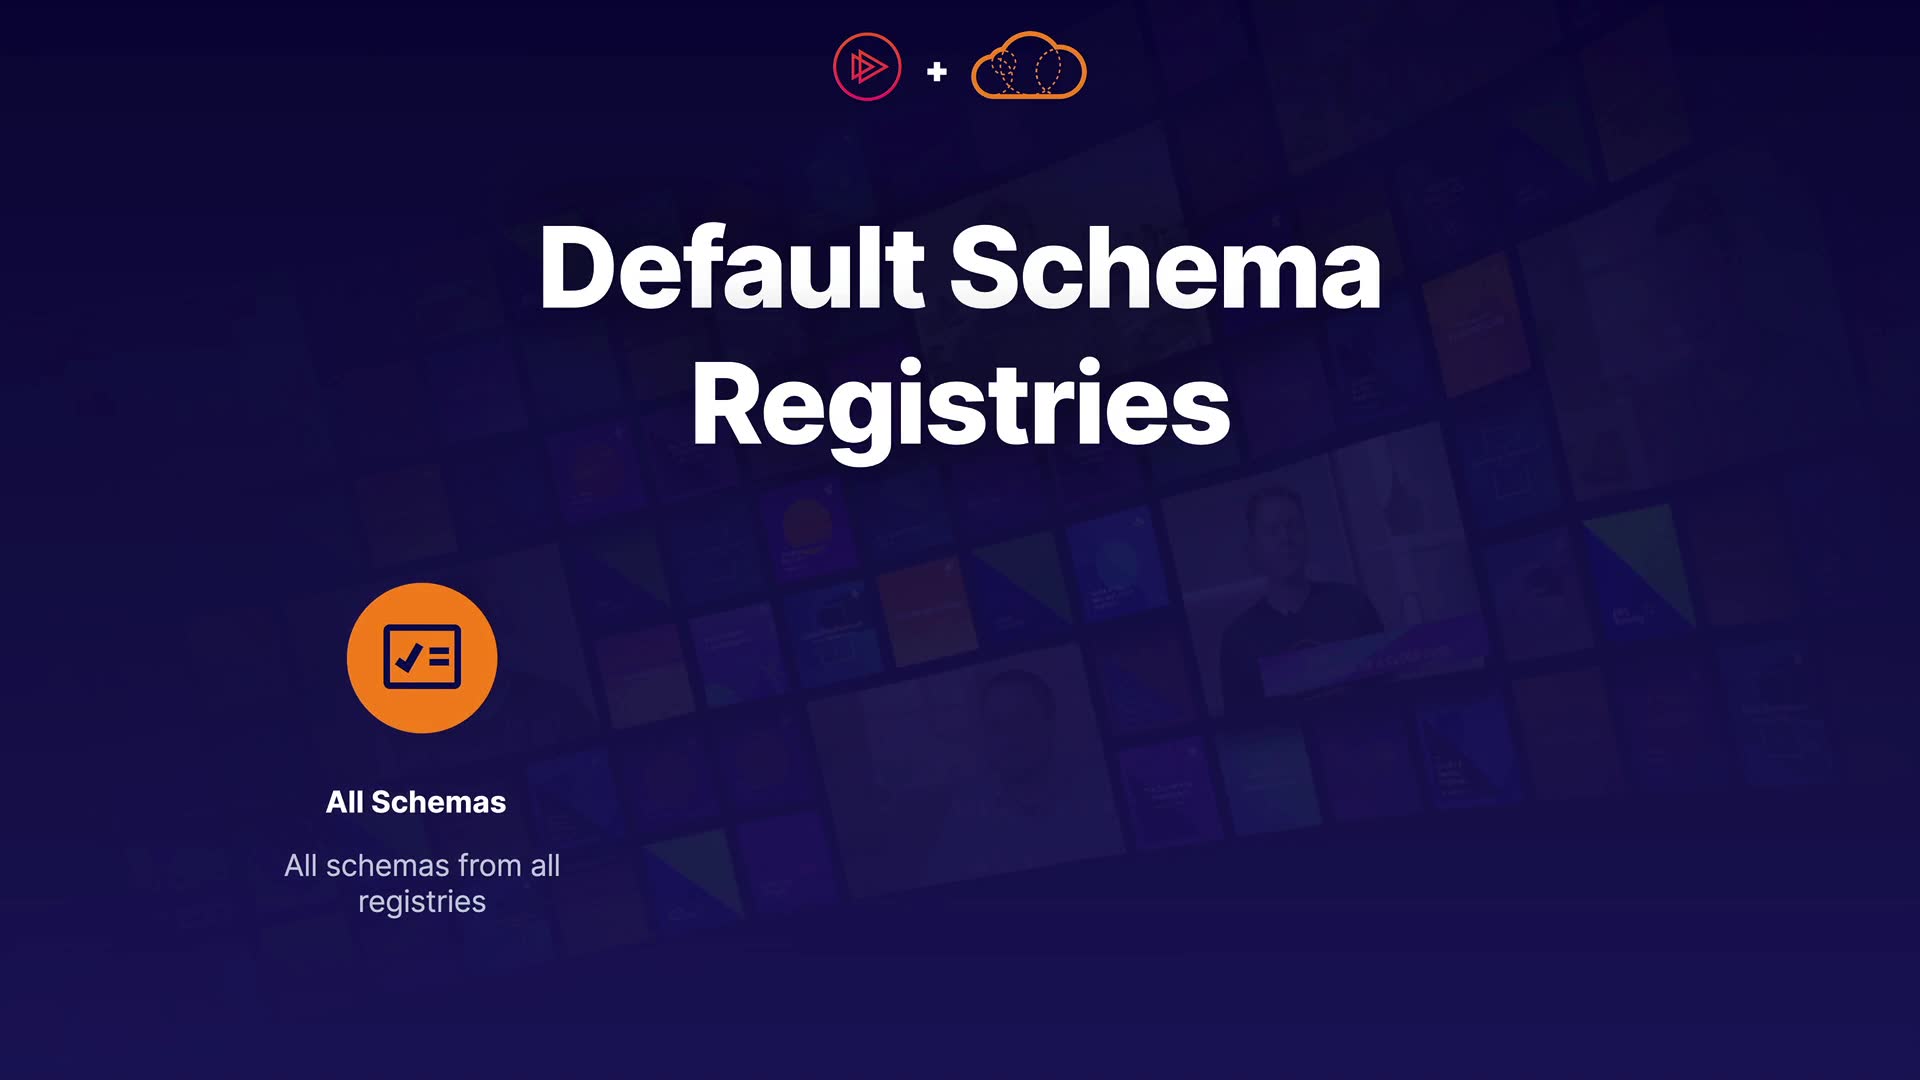 Default Schema
Registries
All Schemas
All schemas from all
registries